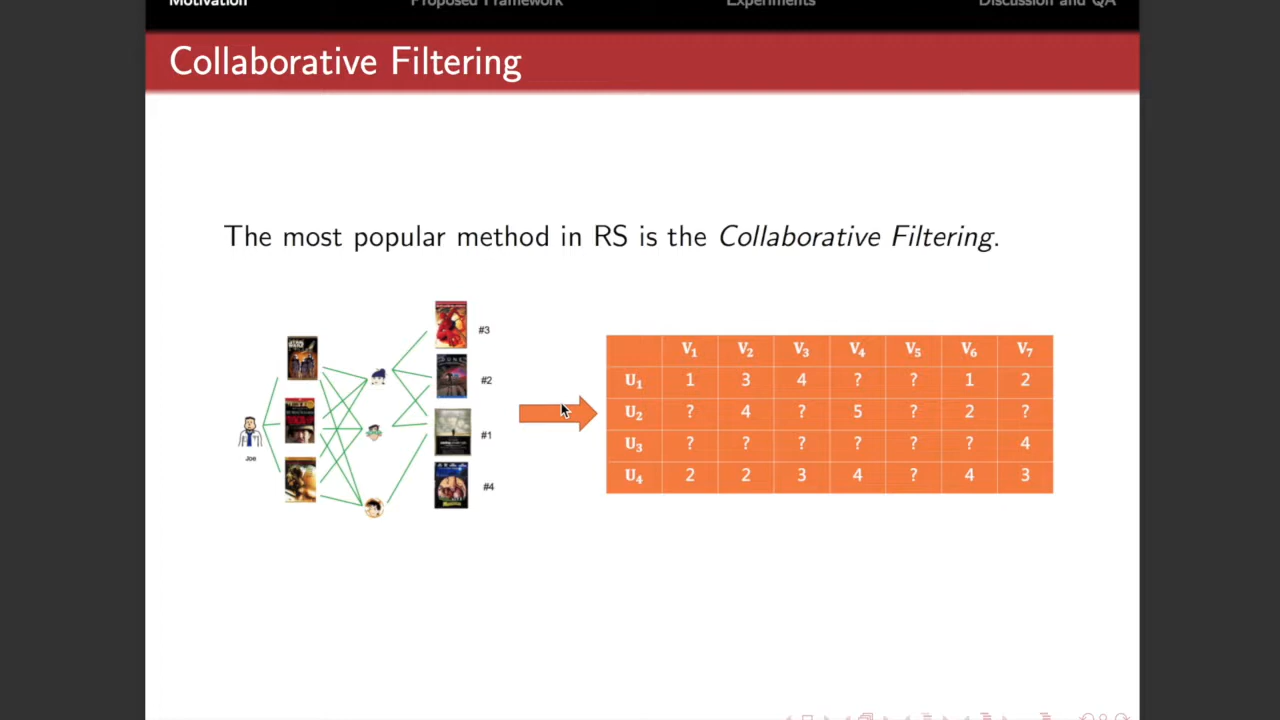 Motivation Proposed Framework Experiments Discussion and QA
Collaborative Filtering
The most popular method in RS is the Collaborative Filtering.
#3
#2
#1
#4
Joe
V1 V2 V3 V4 V5 V6 V7
U1 1 3 4 ? ? 1 2
U2 ? 4 ? 5 ? 2 ?
U3 ? ? ? ? ? ? 4
U4 2 2 3 4 ? 4 3